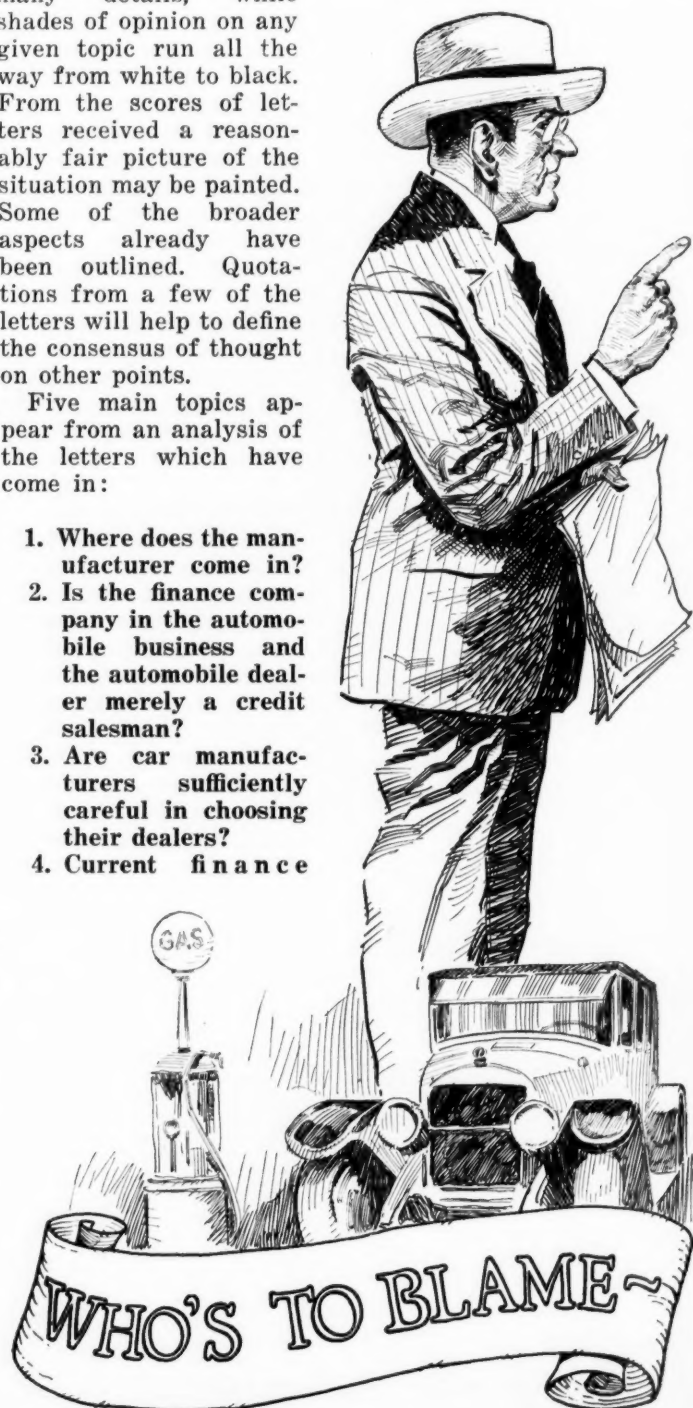 shades of opinion on any
given topic run all the
way from white to black.
From the scores of let-
ters received a reason-
ably fair picture of the
situation may be painted.
Some of the broader
aspects already have
been outlined. Quota-
tions from a few of the
letters will help to define
the consensus of thought
on other points.
Five main topics ap-
pear from an analysis of
the letters which have
come in:
1. Where does the man-
ufacturer come in?
2. Is the finance com-
pany in the automo-
bile business and
the automobile deal-
er merely a credit
salesman?
3. Are car manufac-
turers sufficiently
careful in choosing
their dealers?
4. Current finance
GAS
WHO'S TO BLAME~